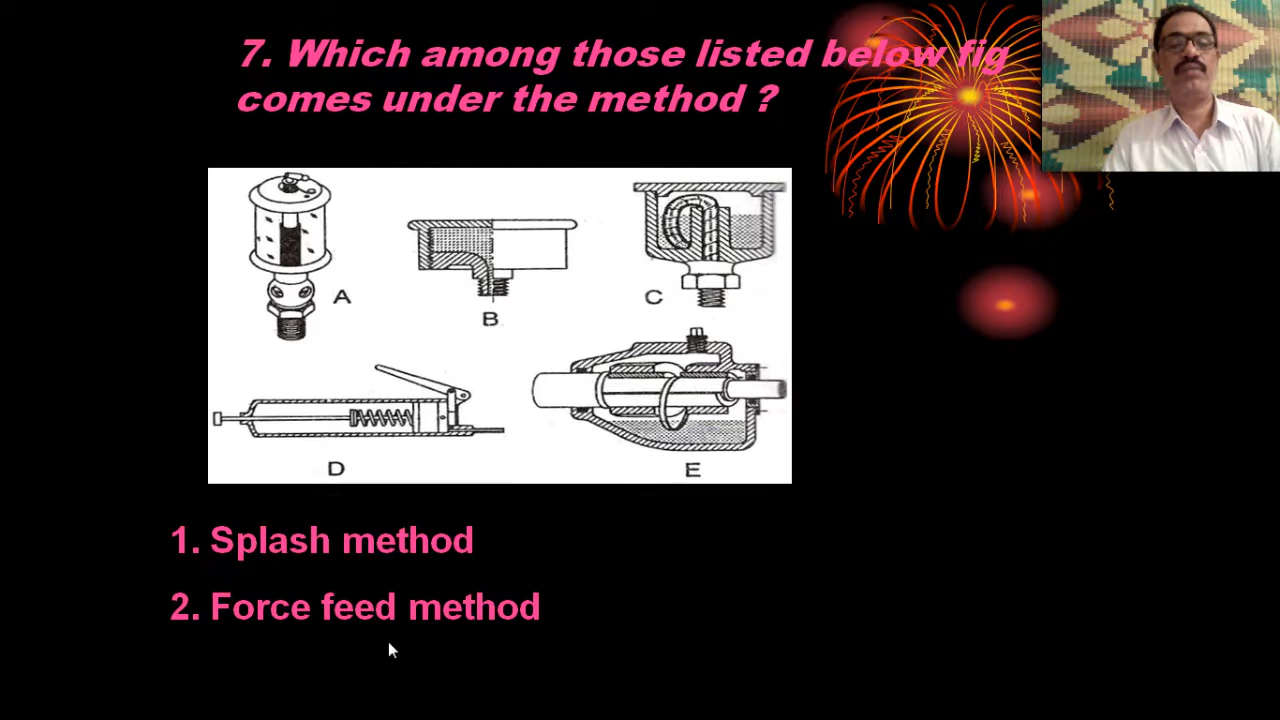 7. Which among those listed below fig
comes under the method ?
A
B
C
D
E
1. Splash method
2. Force feed method